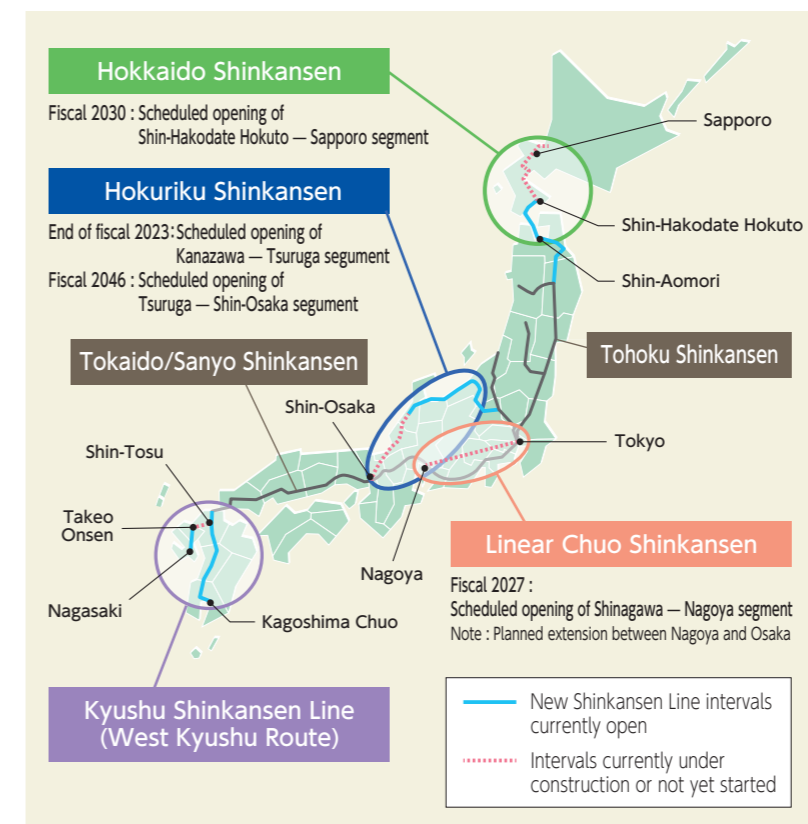 Hokkaido Shinkansen
Fiscal 2030 : Scheduled opening of
Shin-Hakodate Hokuto — Sapporo segment
Hokuriku Shinkansen
End of fiscal 2023: Scheduled opening of
Kanazawa — Tsuruga segument
Fiscal 2046 : Scheduled opening of
Tsuruga — Shin-Osaka segument
Tokaido/Sanyo Shinkansen
Shin-Osaka
Shin-Tosu
Takeo
Onsen
Nagasaki
Kagoshima Chuo
Nagoya
Sapporo
Shin-Hakodate Hokuto
Shin-Aomori
Tohoku Shinkansen
Tokyo
Linear Chuo Shinkansen
Fiscal 2027 :
Scheduled opening of Shinagawa — Nagoya segment
Note : Planned extension between Nagoya and Osaka
Kyushu Shinkansen Line
(West Kyushu Route)
New Shinkansen Line intervals
currently open
Intervals currently under
construction or not yet started